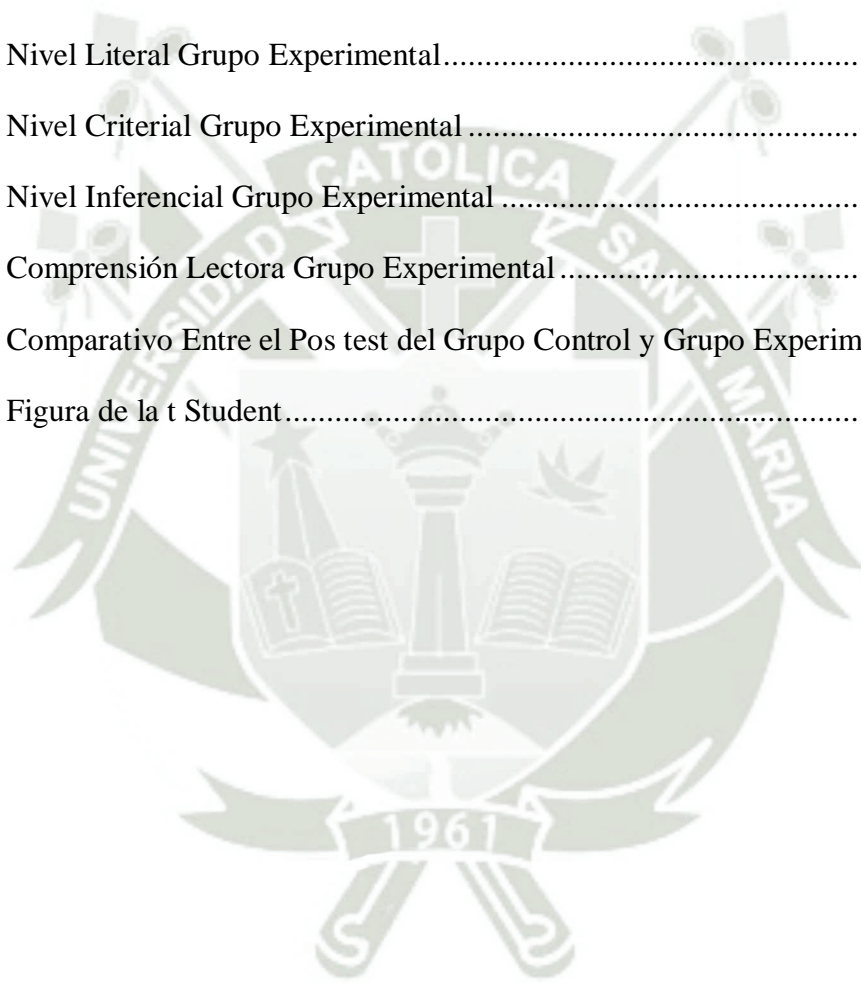 Nivel Literal Grupo Experimental................................................
Nivel Criterial Grupo Experimental .............................................
Nivel Inferencial Grupo Experimental .........................................
Comprensión Lectora Grupo Experimental ..................................
Comparativo Entre el Pos test del Grupo Control y Grupo Experim
Figura de la t Student...................................................................
UNIVERSIDAD CATOLICA SANTA MARIA
1961